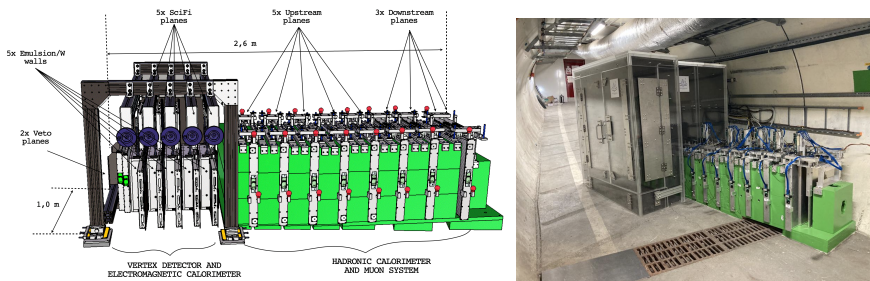 5x SciFi
planes
5x Upstream
planes
3x Downstream
planes
2,6 m
5x Emulsion/W
walls
2x Veto
planes
1,0 m
VERTEX DETECTOR AND
ELECTROMAGNETIC CALORIMETER
HADRONIC CALORIMETER
AND MUON SYSTEM